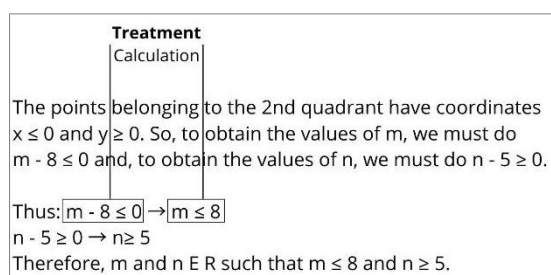 Treatment
Calculation
The points belonging to the 2nd quadrant have coordinates
x ≤ 0 and y ≥ 0. So, to obtain the values of m, we must do
m - 8 ≤ 0 and, to obtain the values of n, we must do n - 5 ≥ 0.
Thus: m - 8 ≤ 0 → m ≤ 8
n - 5 ≥ 0 → n≥ 5
Therefore, m and n E R such that m ≤ 8 and n ≥ 5.